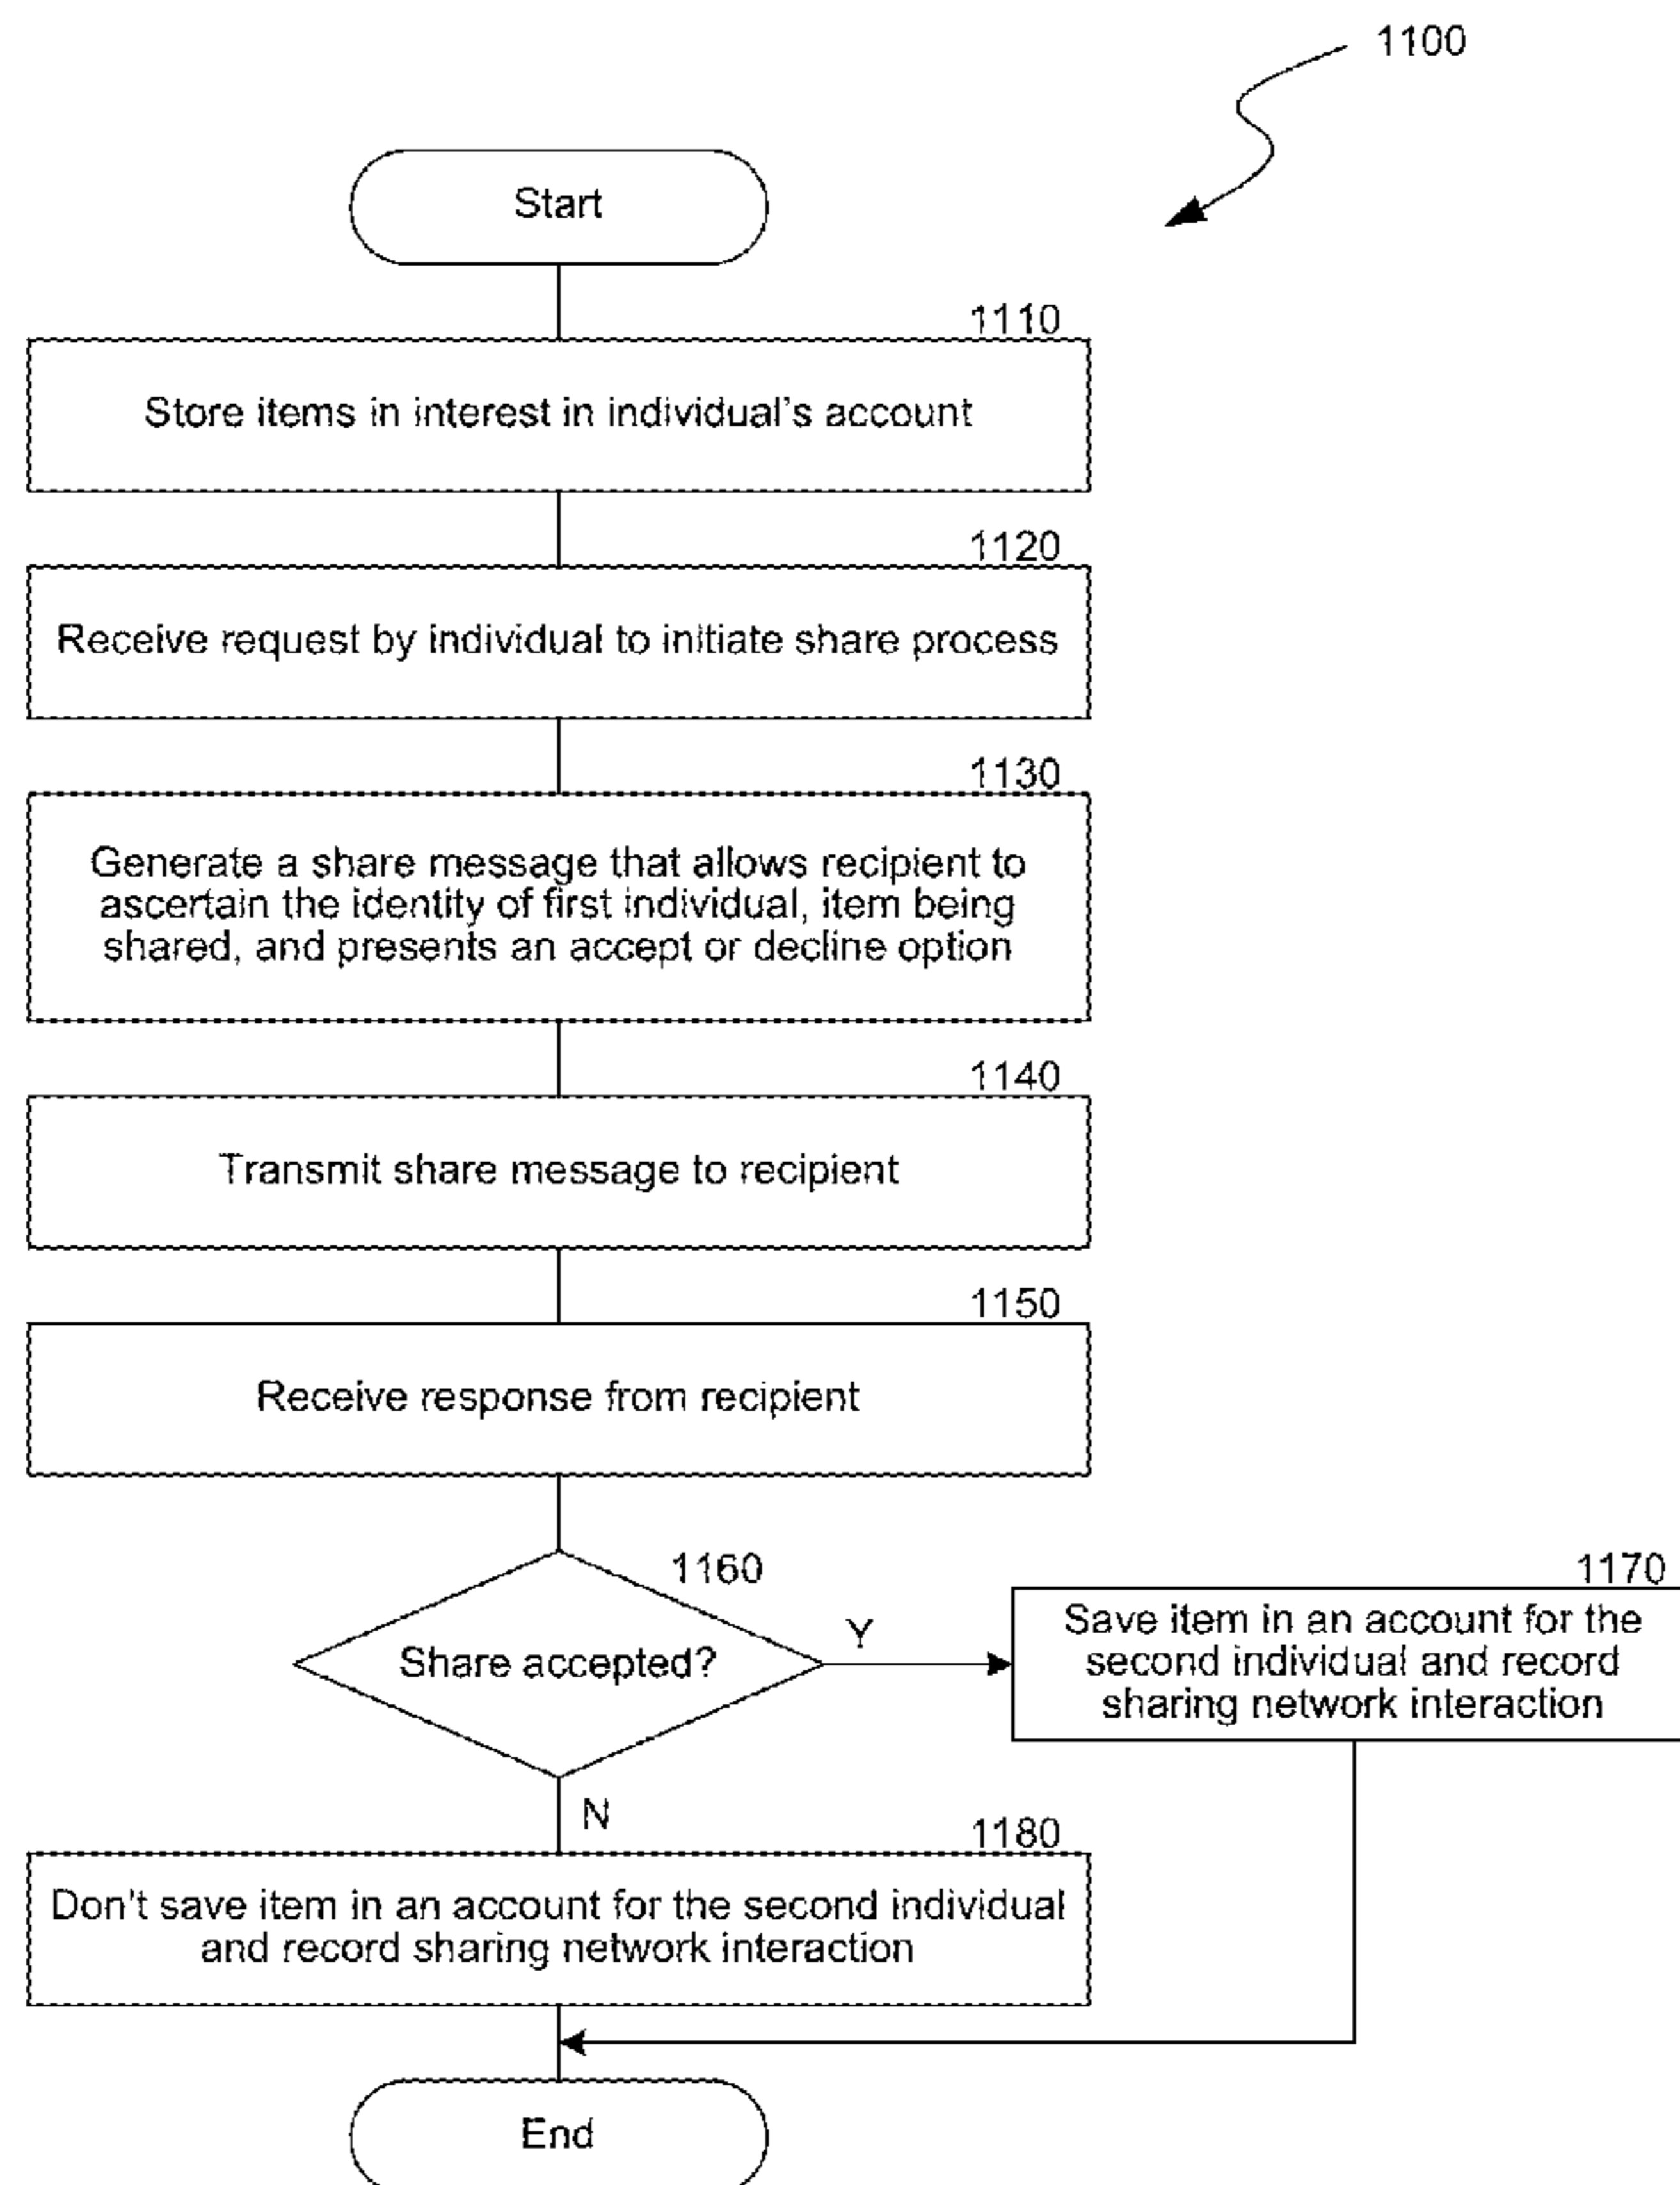 1100
Start
1110
Store items in interest in individual's account
1120
Receive request by individual to initiate share process
1130
Generate a share message that allows recipient to
ascertain the identity of first individual, item being
shared, and presents an accept or decline option
1140
Transmit share message to recipient
1150
Receive response from recipient
1160
Share accepted?
Y
1170
Save item in an account for the
second individual and record
sharing network interaction
N
1180
Don't save item in an account for the second individual
and record sharing network interaction
End